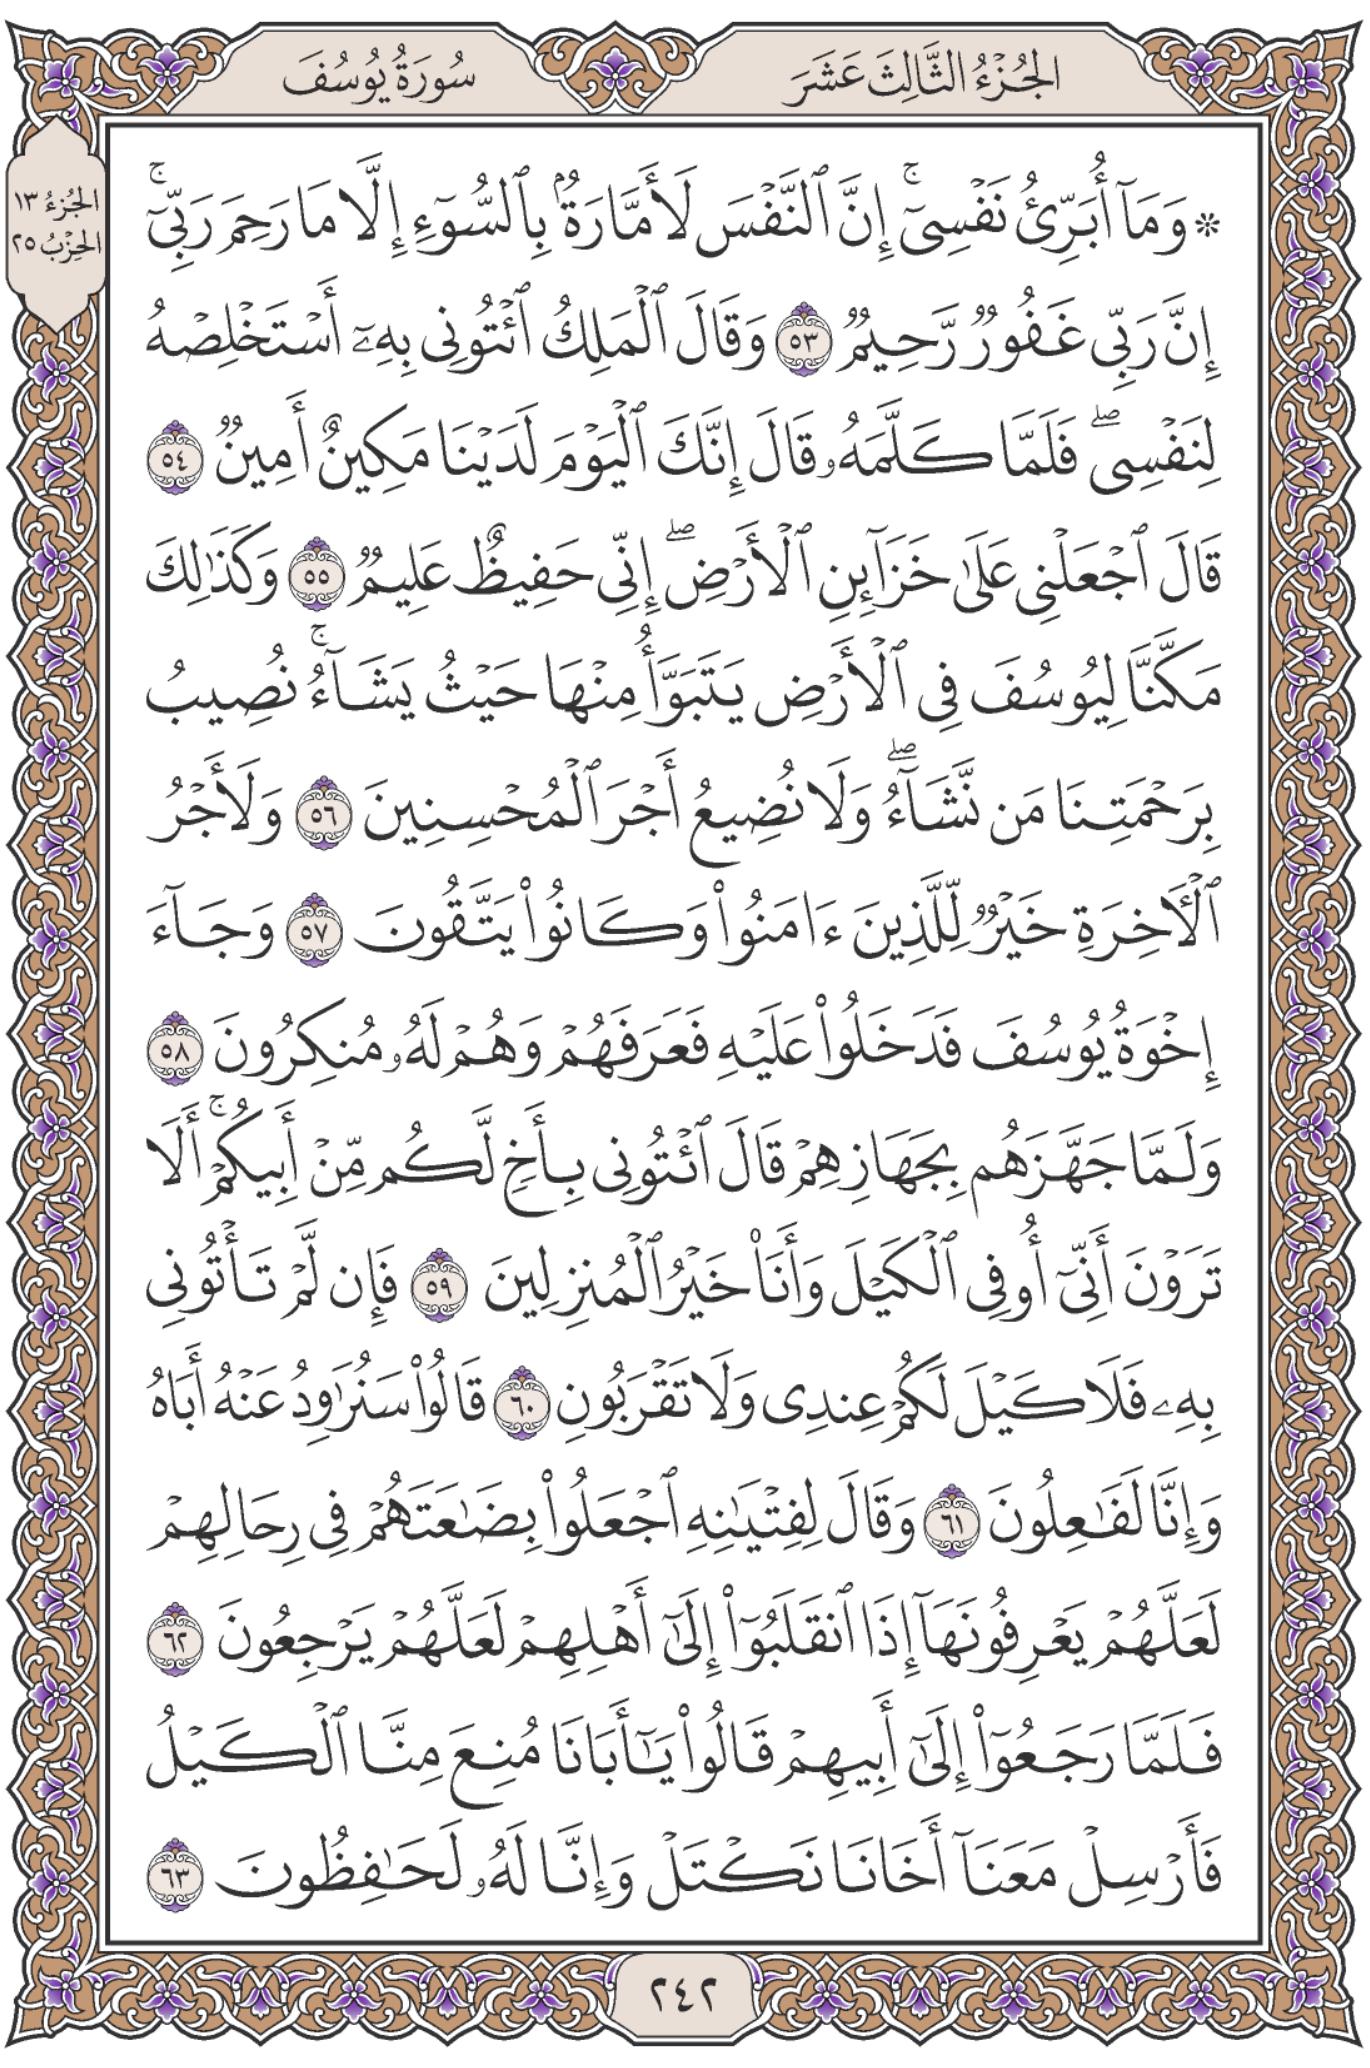 الجُزْءُ الثَّالِثَ عَشَرَ
سُورَةُ يُوسُفَ
الجُزْءُ ١٣
الحِزْبُ ٢٥
* وَمَآ أُبَرِّئُ نَفْسِىٓۚ إِنَّ ٱلنَّفْسَ لَأَمَّارَةُۢ بِٱلسُّوٓءِ إِلَّا مَا رَحِمَ رَبِّىٓۚ
إِنَّ رَبِّى غَفُورٌ رَّحِيمٌ ٥٣ وَقَالَ ٱلْمَلِكُ ٱئْتُونِى بِهِۦٓ أَسْتَخْلِصْهُ
لِنَفْسِىۖ فَلَمَّا كَلَّمَهُۥ قَالَ إِنَّكَ ٱلْيَوْمَ لَدَيْنَا مَكِينٌ أَمِينٌ ٥٤
قَالَ ٱجْعَلْنِى عَلَىٰ خَزَآئِنِ ٱلْأَرْضِۖ إِنِّى حَفِيظٌ عَلِيمٌ ٥٥ وَكَذَٰلِكَ
مَكَّنَّا لِيُوسُفَ فِى ٱلْأَرْضِ يَتَبَوَّأُ مِنْهَا حَيْثُ يَشَآءُۚ نُصِيبُ
بِرَحْمَتِنَا مَن نَّشَآءُۖ وَلَا نُضِيعُ أَجْرَ ٱلْمُحْسِنِينَ ٥٦ وَلَأَجْرُ
ٱلْـَٔاخِرَةِ خَيْرٌ لِّلَّذِينَ ءَامَنُوا۟ وَكَانُوا۟ يَتَّقُونَ ٥٧ وَجَآءَ
إِخْوَةُ يُوسُفَ فَدَخَلُوا۟ عَلَيْهِ فَعَرَفَهُمْ وَهُمْ لَهُۥ مُنكِرُونَ ٥٨
وَلَمَّا جَهَّزَهُم بِجَهَازِهِمْ قَالَ ٱئْتُونِى بِأَخٍ لَّكُم مِّنْ أَبِيكُمْۚ أَلَا
تَرَوْنَ أَنِّىٓ أُوفِى ٱلْكَيْلَ وَأَنَا۠ خَيْرُ ٱلْمُنزِلِينَ ٥٩ فَإِن لَّمْ تَأْتُونِى
بِهِۦ فَلَا كَيْلَ لَكُمْ عِندِى وَلَا تَقْرَبُونِ ٦٠ قَالُوا۟ سَنُرَٰوِدُ عَنْهُ أَبَاهُ
وَإِنَّا لَفَـٰعِلُونَ ٦١ وَقَالَ لِفِتْيَـٰنِهِ ٱجْعَلُوا۟ بِضَـٰعَتَهُمْ فِى رِحَالِهِمْ
لَعَلَّهُمْ يَعْرِفُونَهَآ إِذَا ٱنقَلَبُوٓا۟ إِلَىٰٓ أَهْلِهِمْ لَعَلَّهُمْ يَرْجِعُونَ ٦٢
فَلَمَّا رَجَعُوٓا۟ إِلَىٰٓ أَبِيهِمْ قَالُوا۟ يَـٰٓأَبَانَا مُنِعَ مِنَّا ٱلْكَيْلُ
فَأَرْسِلْ مَعَنَآ أَخَانَا نَكْتَلْ وَإِنَّا لَهُۥ لَحَـٰفِظُونَ ٦٣
٢٤٢